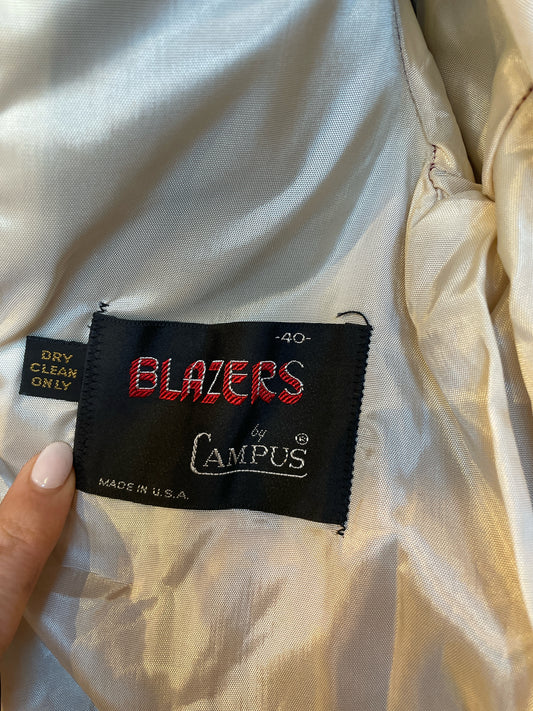 DRY
CLEAN
ONLY
-40-
BLAZERS
by
CAMPUS®
MADE IN U.S.A.